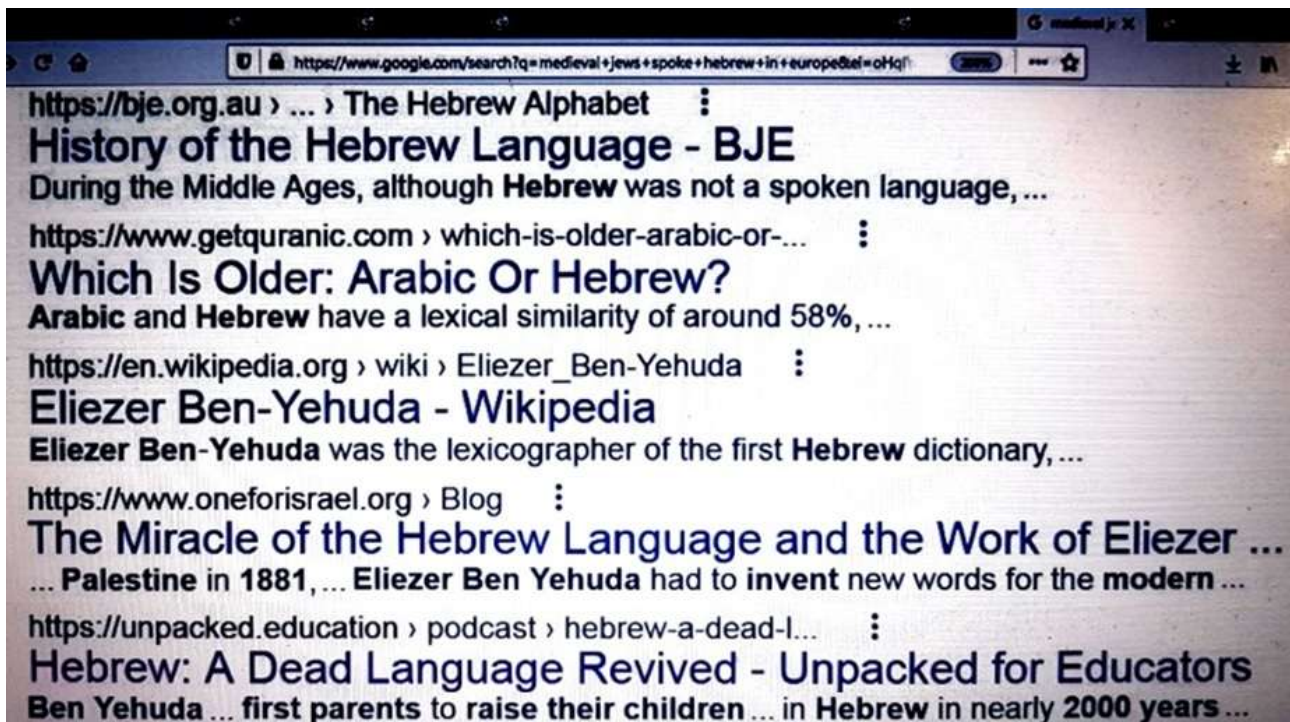 G medieval je X
https://www.google.com/search?q=medieval+jews+spoke+hebrew+in+europe&ei=oHqf
200%
https://bje.org.au › ... › The Hebrew Alphabet
History of the Hebrew Language - BJE
During the Middle Ages, although Hebrew was not a spoken language, ...
https://www.getquranic.com › which-is-older-arabic-or-...
Which Is Older: Arabic Or Hebrew?
Arabic and Hebrew have a lexical similarity of around 58%, ...
https://en.wikipedia.org › wiki › Eliezer_Ben-Yehuda
Eliezer Ben-Yehuda - Wikipedia
Eliezer Ben-Yehuda was the lexicographer of the first Hebrew dictionary, ...
https://www.oneforisrael.org › Blog
The Miracle of the Hebrew Language and the Work of Eliezer ...
... Palestine in 1881, ... Eliezer Ben Yehuda had to invent new words for the modern ...
https://unpacked.education › podcast › hebrew-a-dead-l...
Hebrew: A Dead Language Revived - Unpacked for Educators
Ben Yehuda ... first parents to raise their children ... in Hebrew in nearly 2000 years ...